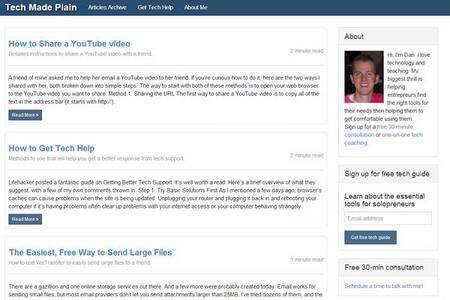 Tech Made Plain
Articles Archive Get Tech Help About Me
How to Share a YouTube video
Detailed instructions to share a YouTube video with a friend.
2 minute read
A friend of mine asked me to help her email a YouTube video to her friend. If you're curious how to do it, here are the two ways I
shared with her, both broken down into simple steps. The way to start with both of these methods is to open your web browser
to the YouTube video you want to share. Method 1: Sharing the URL The first way to share a YouTube video is to copy all of the
text in the address bar (it starts with http://).
Read More »
How to Get Tech Help
Methods to use that will help you get a better response from tech support
2 minute read
Lifehacker posted a fantastic guide on Getting Better Tech Support. It's well worth a read. Here's a brief overview of what they
suggest, with a few of my own comments thrown in. Step 1: Try Basic Solutions First As I mentioned a few days ago, browser's
caches can cause problems when the site is being updated. Unplugging your router and plugging it back in and rebooting your
computer if it's having problems often clear up problems with your internet access or your computer behaving strangely.
Read More »
The Easiest, Free Way to Send Large Files
How to use WeTransfer to easily send large files to a friend.
3 minute read
There are a gazillion and one online storage services out there. And a few more were probably created today. Email works for
sending small files, but most email providers don't let you send attachments larger than 25MB. I've tried dozens of them, and the
About
Hi, I'm Dan. I love
technology and
teaching. My
biggest thrill is
helping
entrepreurs find
the right tools for
their needs then helping them to
get comfortable using them.
Sign up for a free 30-minute
consultation or one-on-one tech
coaching.
Sign up for free tech guide
Learn about the essential
tools for solopreneurs
Email address
Get free tech guide
Free 30-min consultation
Schedule a time to talk with me!